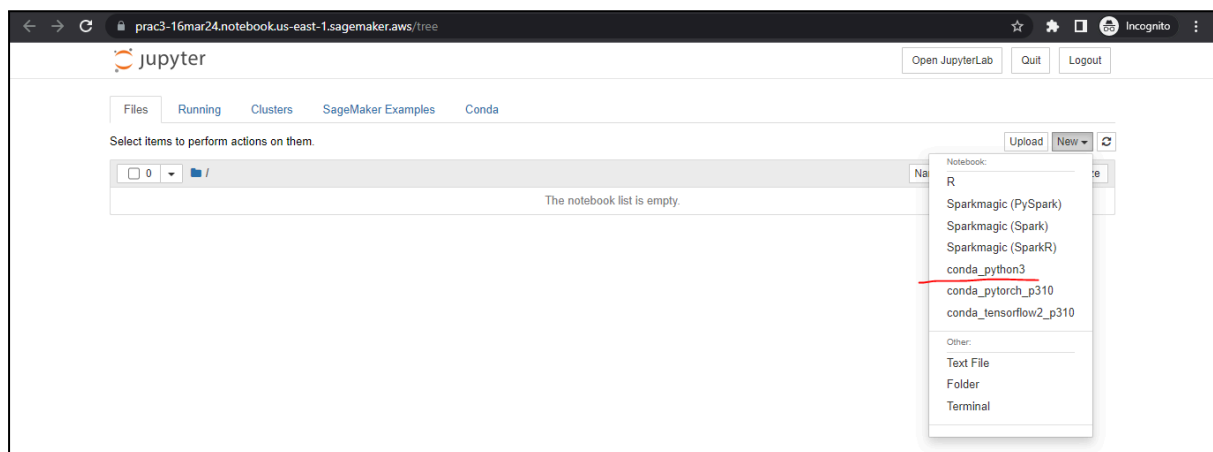 prac3-16mar24.notebook.us-east-1.sagemaker.aws/tree Incognito
jupyter Open JupyterLab Quit Logout
Files Running Clusters SageMaker Examples Conda
Select items to perform actions on them. Upload New
0 / Na ze
The notebook list is empty.
Notebook:
R
Sparkmagic (PySpark)
Sparkmagic (Spark)
Sparkmagic (SparkR)
conda_python3
conda_pytorch_p310
conda_tensorflow2_p310
Other:
Text File
Folder
Terminal